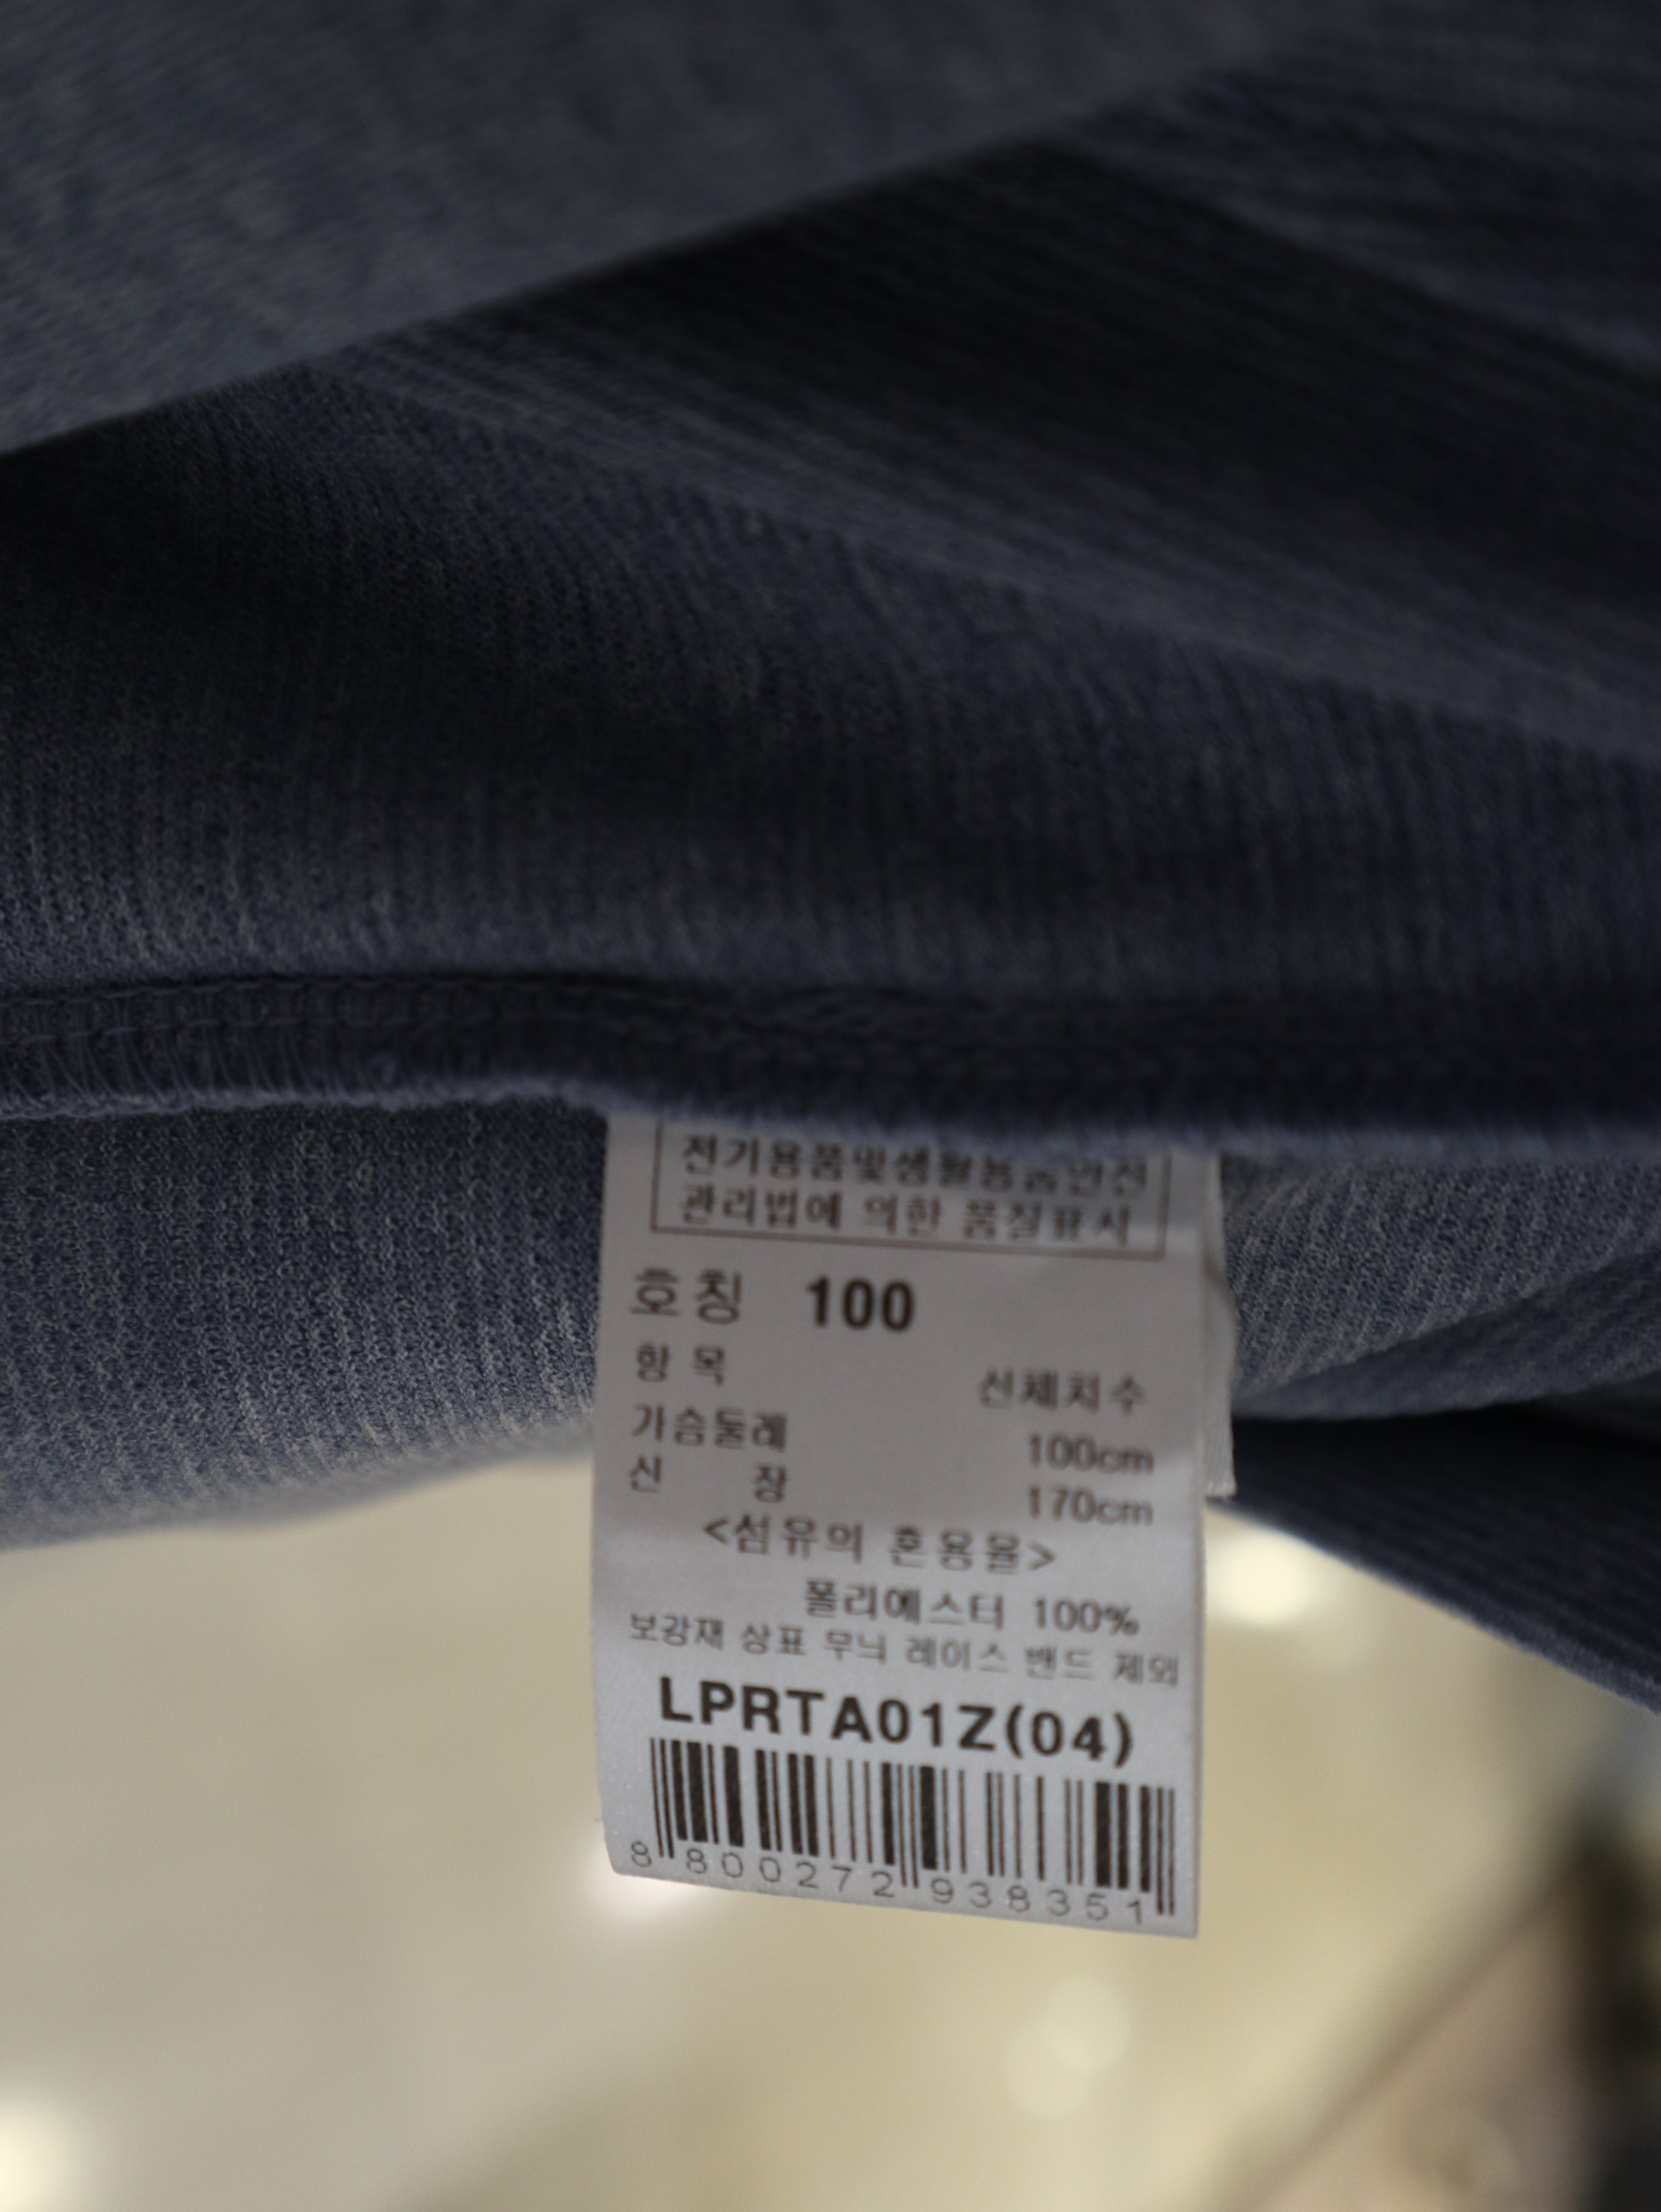 전기용품및생활용품안전
관리법에 의한 품질표시
호칭 100
항목 신체치수
가슴둘레 100cm
신 장 170cm
<섬유의 혼용율>
폴리에스터 100%
보강재 상표 무늬 레이스 밴드 제외
LPRTA01Z(04)
8 800272 938351